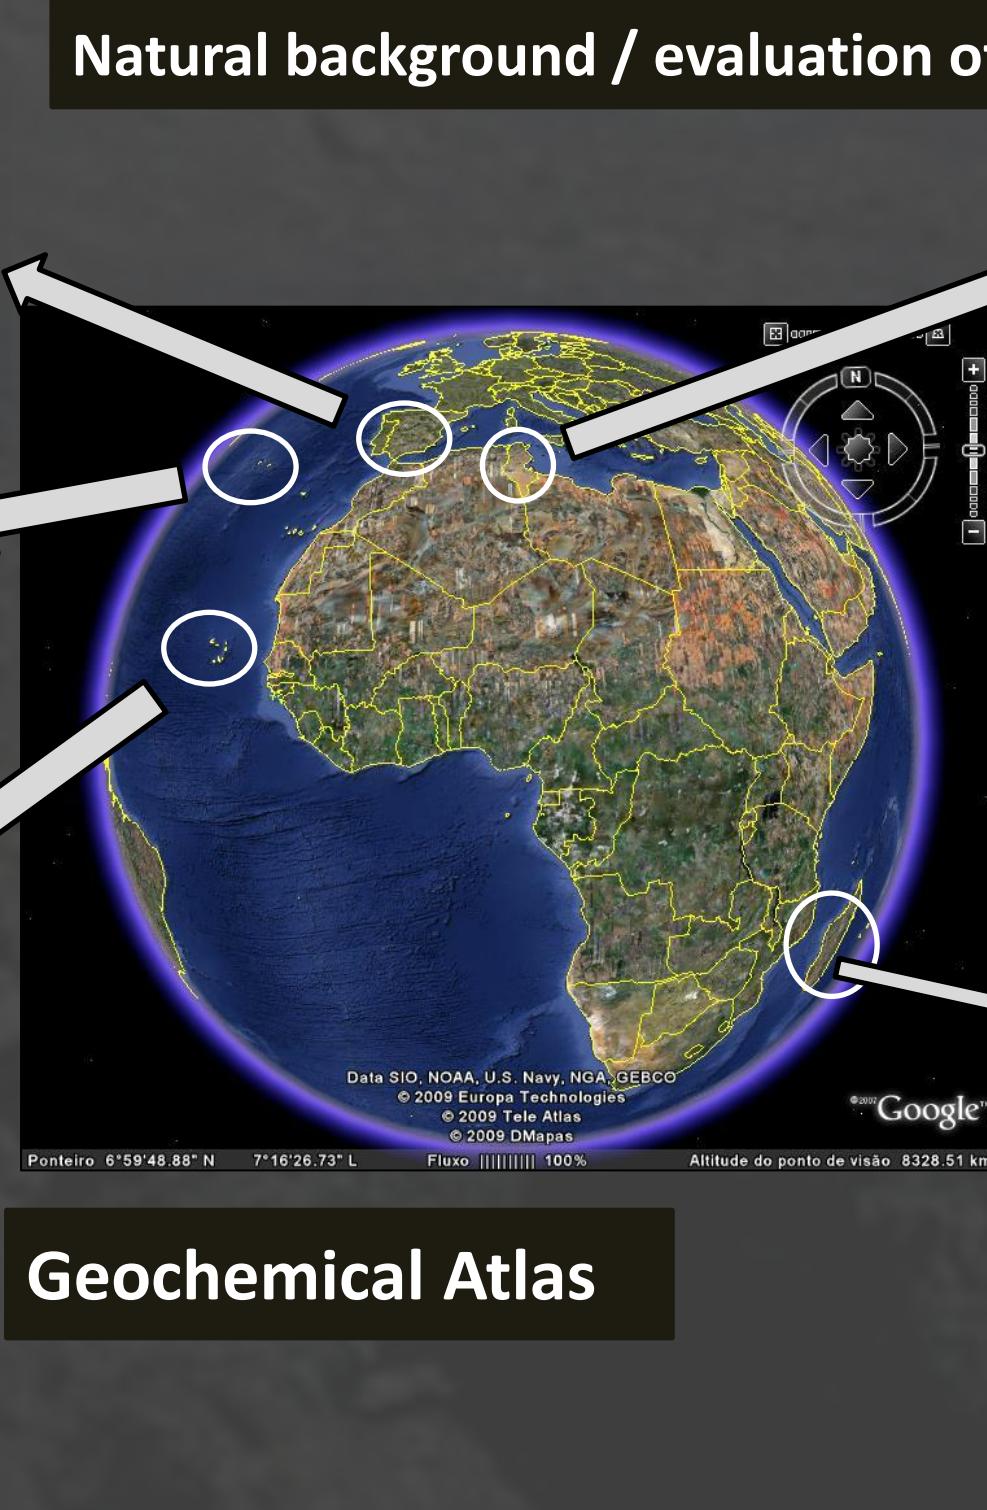 Natural background / evaluation of
N
Data SIO, NOAA, U.S. Navy, NGA, GEBCO
© 2009 Europa Technologies
© 2009 Tele Atlas
© 2009 DMapas
©2007 Google™
Ponteiro 6°59'48.88" N 7°16'26.73" L Fluxo |||||||||| 100% Altitude do ponto de visão 8328.51 km
Geochemical Atlas